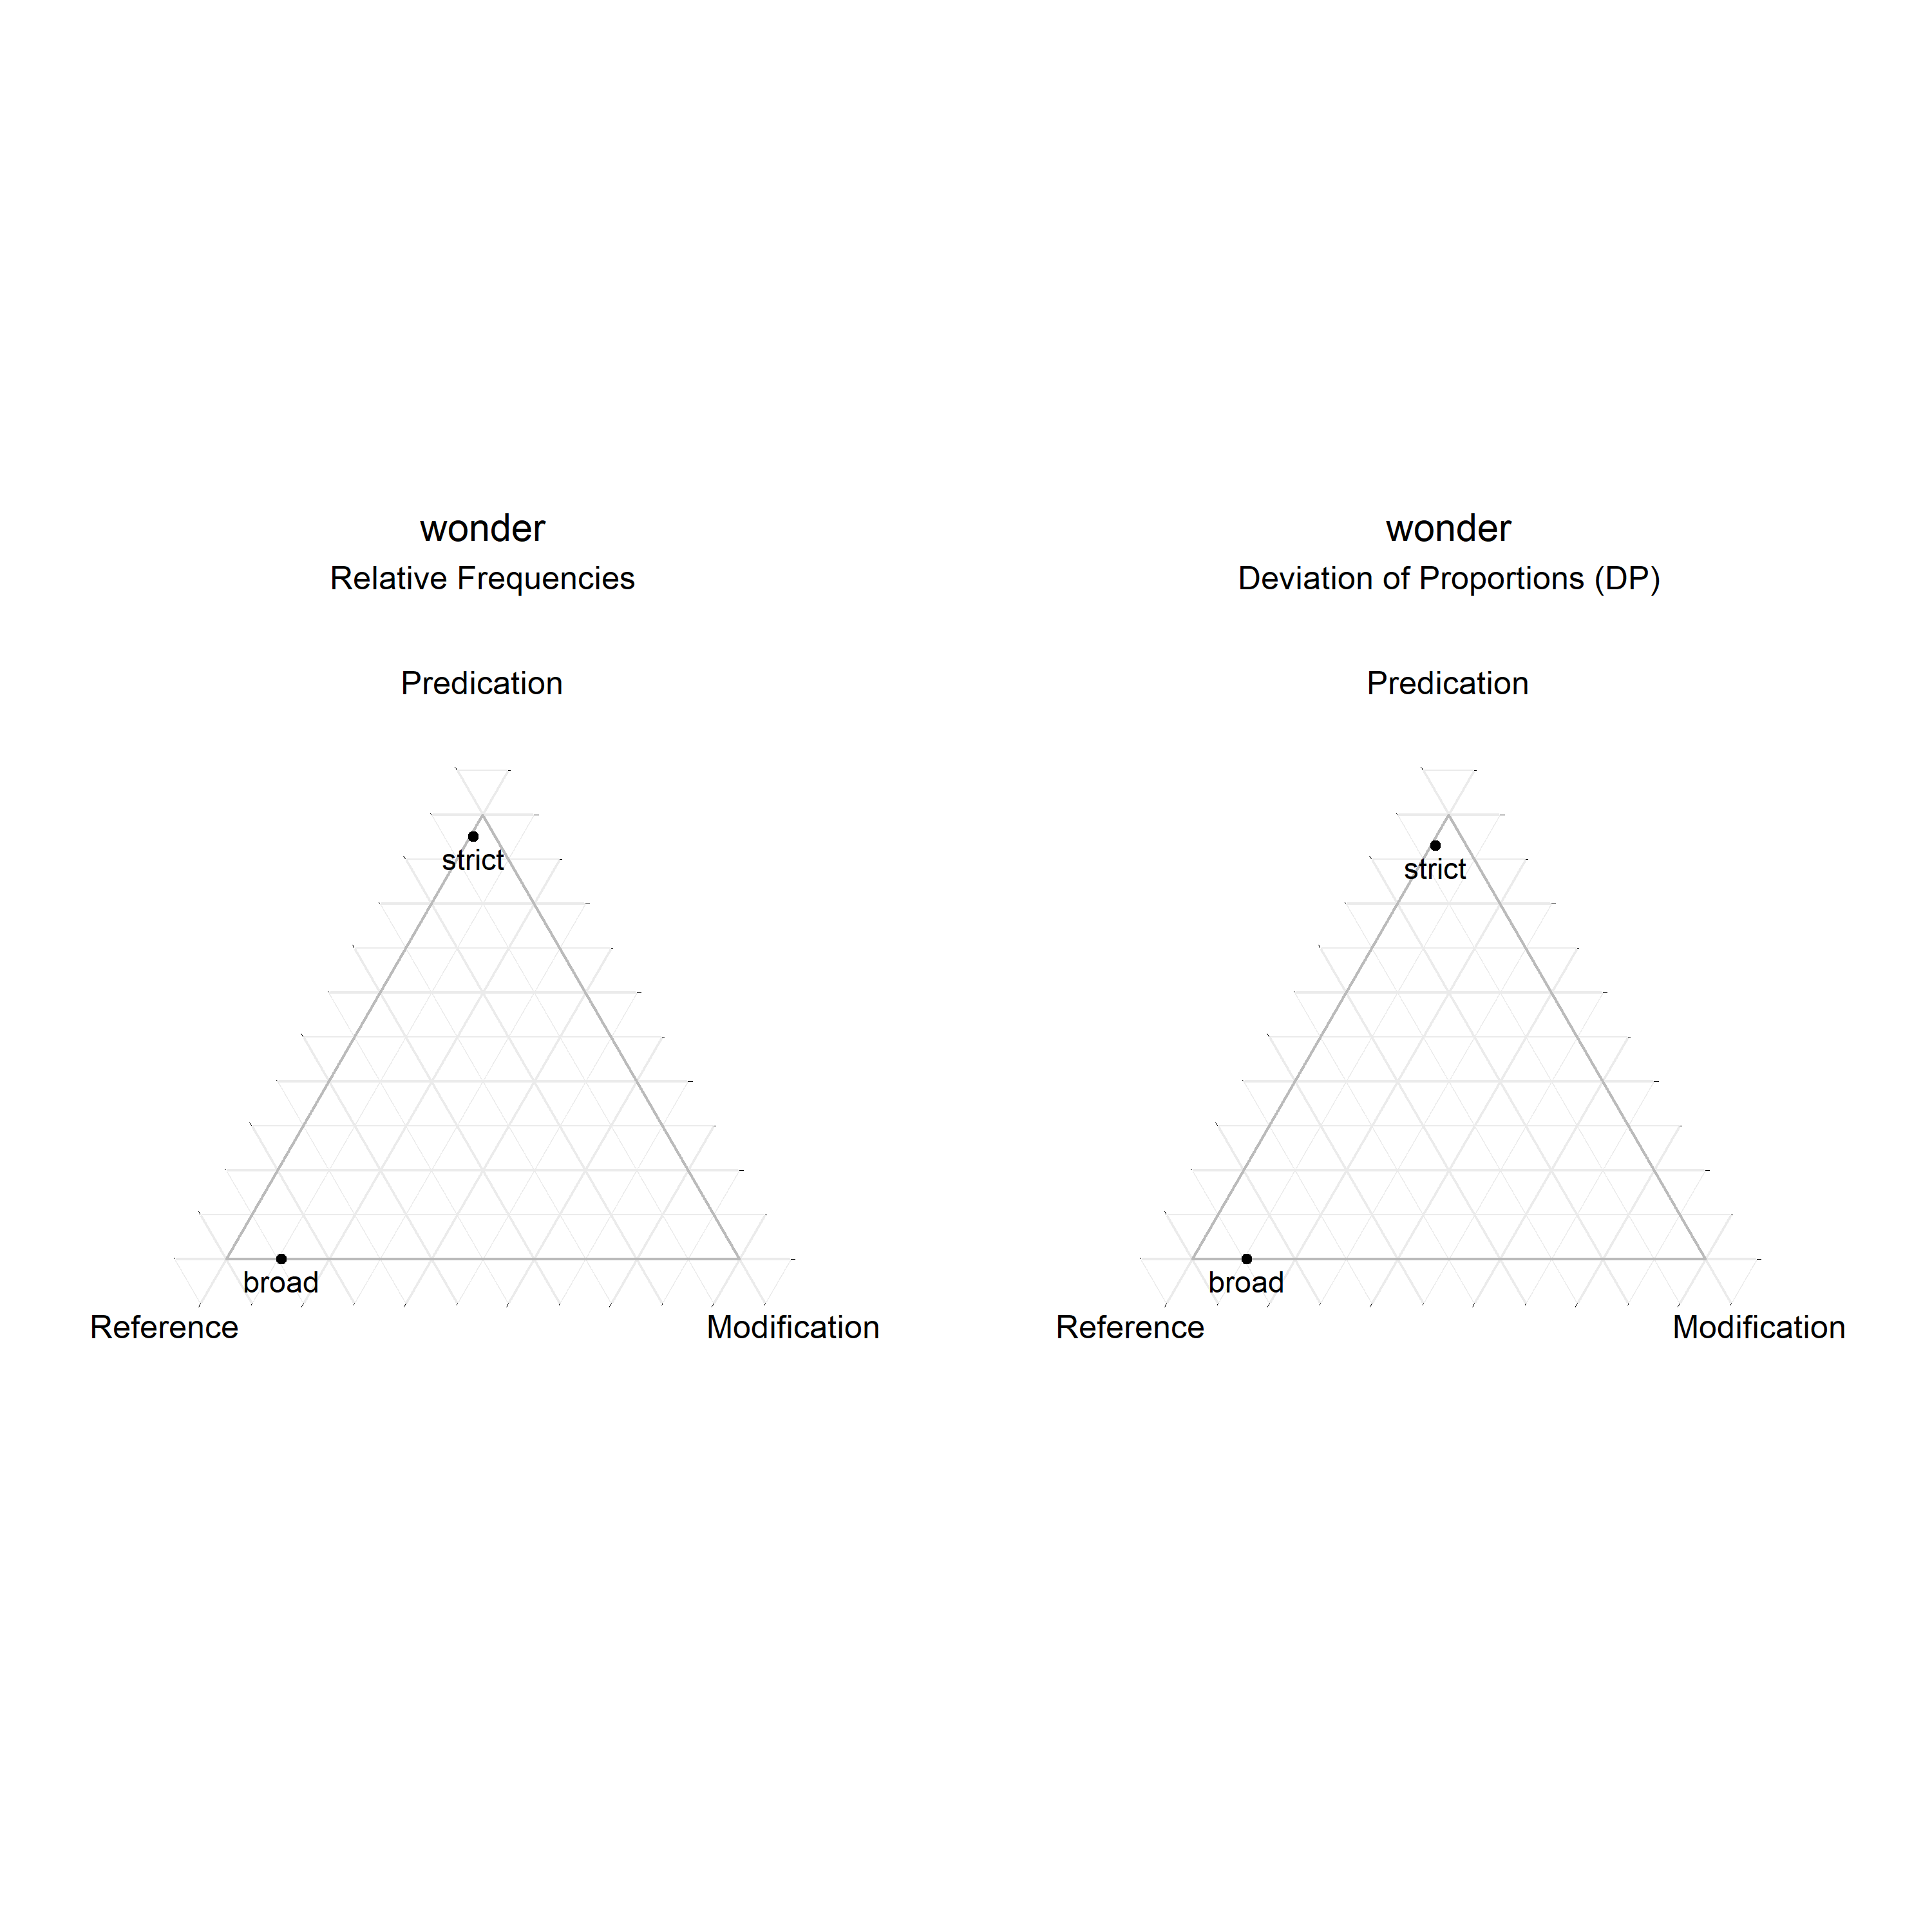 wonder
Relative Frequencies
Predication
strict
broad
Reference
Modification
wonder
Deviation of Proportions (DP)
Predication
strict
broad
Reference
Modification